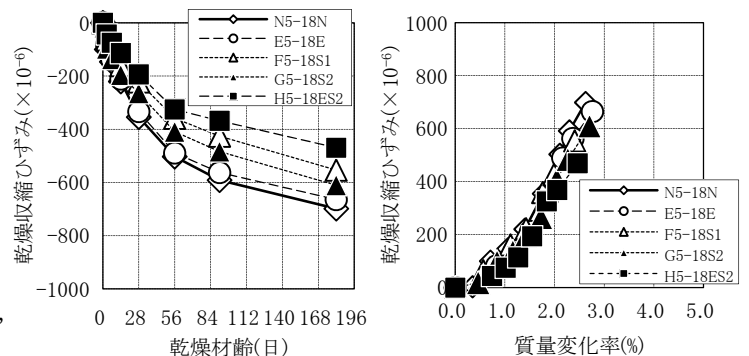 0
−200
−400
−600
−800
−1000
0 28 56 84 112 140 168 196
乾燥収縮ひずみ(×10⁻⁶)
乾燥材齢(日)
N5-18N
E5-18E
F5-18S1
G5-18S2
H5-18ES2
,
1000
800
600
400
200
0
0.0 1.0 2.0 3.0 4.0 5.0
乾燥収縮ひずみ(×10⁻⁶)
質量変化率(%)
N5-18N
E5-18E
F5-18S1
G5-18S2
H5-18ES2